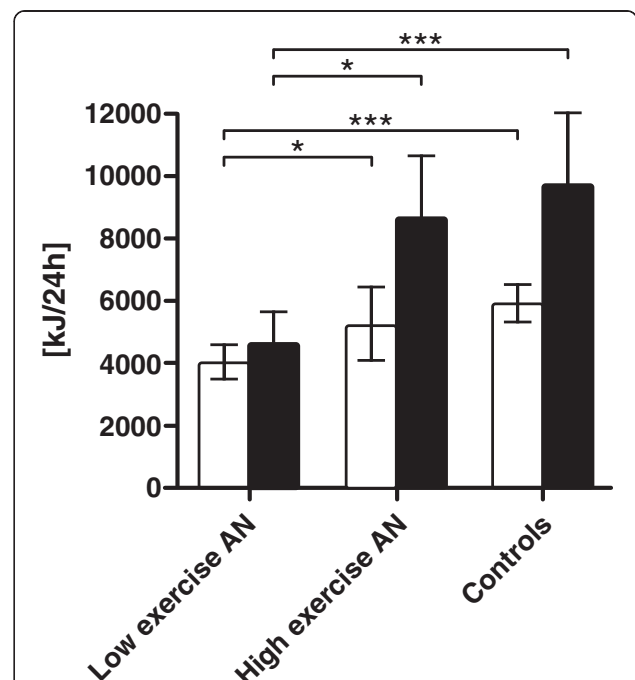 ***
*
***
*
12000
10000
8000
6000
4000
2000
0
[kJ/24h]
Low exercise AN
High exercise AN
Controls